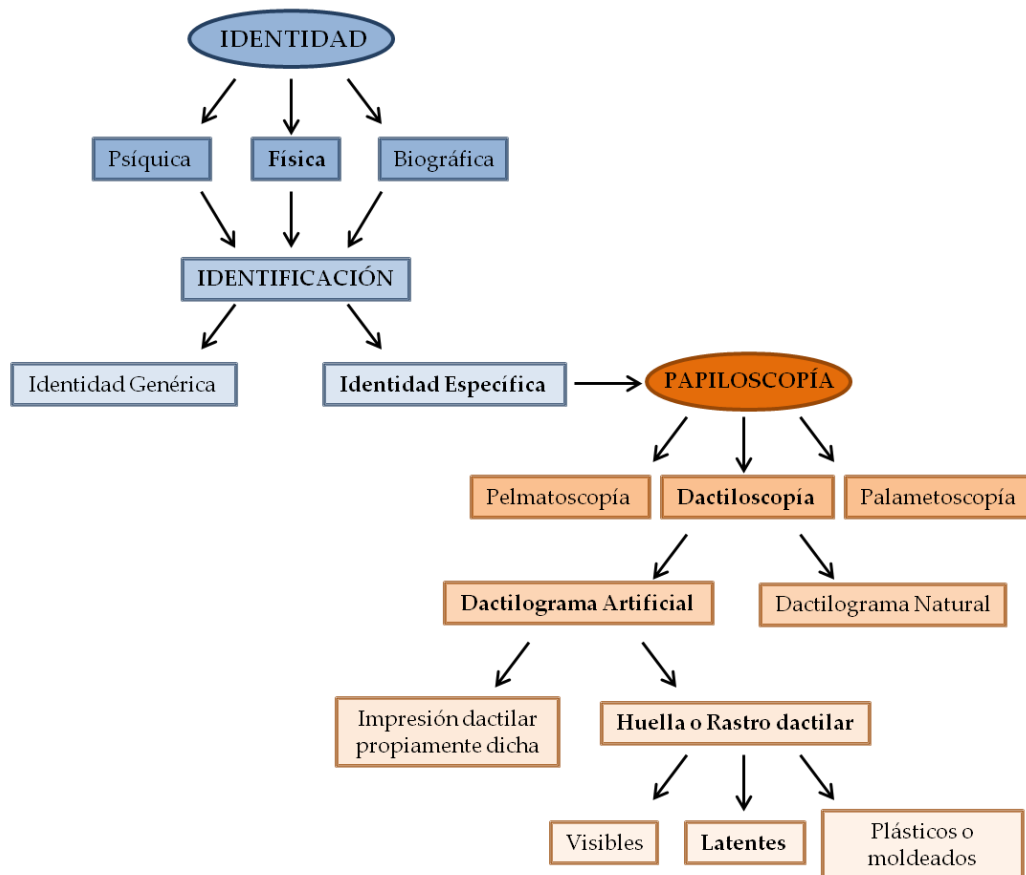 IDENTIDAD
Psíquica
Física
Biográfica
IDENTIFICACIÓN
Identidad Genérica
Identidad Específica
PAPILOSCOPÍA
Pelmatoscopía
Dactiloscopía
Palametoscopía
Dactilograma Artificial
Dactilograma Natural
Impresión dactilar
propiamente dicha
Huella o Rastro dactilar
Visibles
Latentes
Plásticos o
moldeados